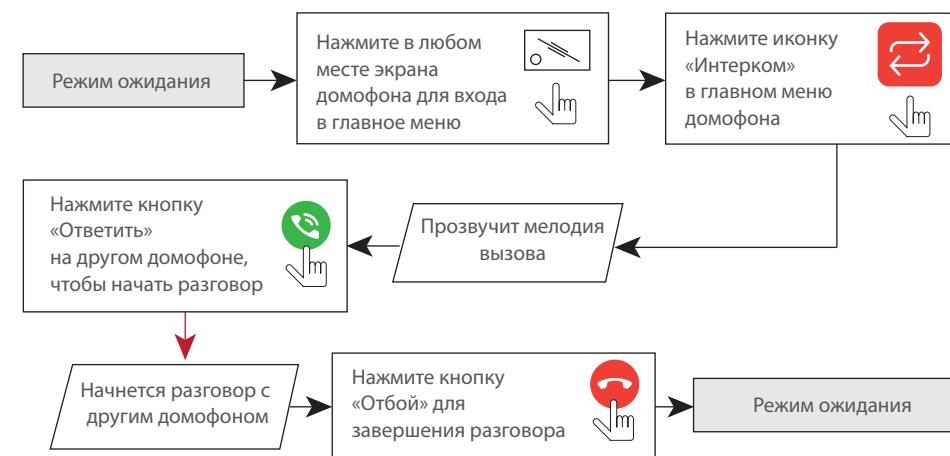 Режим ожидания
Нажмите в любом
месте экрана
домофона для входа
в главное меню
Нажмите иконку
«Интерком»
в главном меню
домофона
Прозвучит мелодия
вызова
Нажмите кнопку
«Ответить»
на другом домофоне,
чтобы начать разговор
Начнется разговор с
другим домофоном
Нажмите кнопку
«Отбой» для
завершения разговора
Режим ожидания